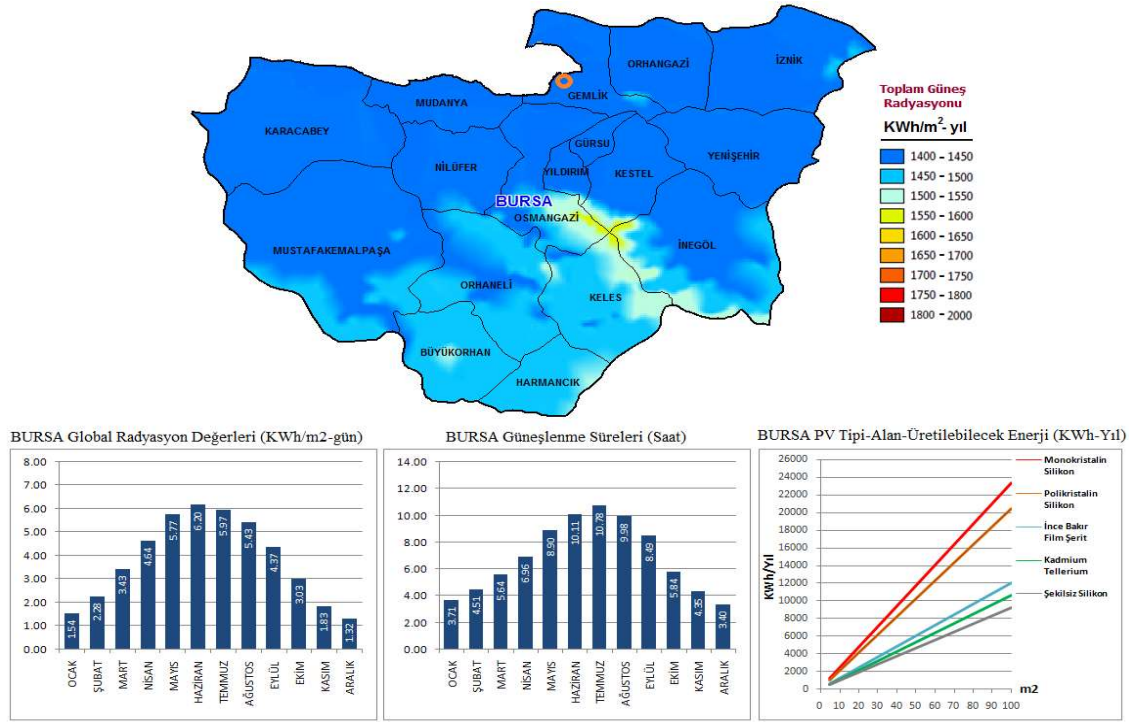 ORHANGAZİ
İZNİK
GEMLİK
MUDANYA
KARACABEY
GÜRSU
YENİŞEHİR
NİLÜFER
YILDIRIM
KESTEL
BURSA
OSMANGAZİ
İNEGÖL
MUSTAFAKEMALPAŞA
ORHANELİ
KELES
BÜYÜKORHAN
HARMANCIK
Toplam Güneş
Radyasyonu
KWh/m²- yıl
1400 - 1450
1450 - 1500
1500 - 1550
1550 - 1600
1600 - 1650
1650 - 1700
1700 - 1750
1750 - 1800
1800 - 2000
BURSA Global Radyasyon Değerleri (KWh/m2-gün)
8.00
7.00
6.00
5.00
4.00
3.00
2.00
1.00
0.00
1.54
2.28
3.43
4.64
5.77
6.20
5.97
5.43
4.37
3.03
1.83
1.32
OCAK
ŞUBAT
MART
NİSAN
MAYIS
HAZİRAN
TEMMUZ
AĞUSTOS
EYLÜL
EKİM
KASIM
ARALIK
BURSA Güneşlenme Süreleri (Saat)
14.00
12.00
10.00
8.00
6.00
4.00
2.00
0.00
3.71
4.51
5.64
6.96
8.90
10.11
10.78
9.98
8.49
5.84
4.35
3.40
OCAK
ŞUBAT
MART
NİSAN
MAYIS
HAZİRAN
TEMMUZ
AĞUSTOS
EYLÜL
EKİM
KASIM
ARALIK
BURSA PV Tipi-Alan-Üretilebilecek Enerji (KWh-Yıl)
KWh/Yıl
26000
24000
22000
20000
18000
16000
14000
12000
10000
8000
6000
4000
2000
0
0 10 20 30 40 50 60 70 80 90 100
m2
Monokristalin
Silikon
Polikristalin
Silikon
İnce Bakır
Film Şerit
Kadmium
Tellerium
Şekilsiz Silikon